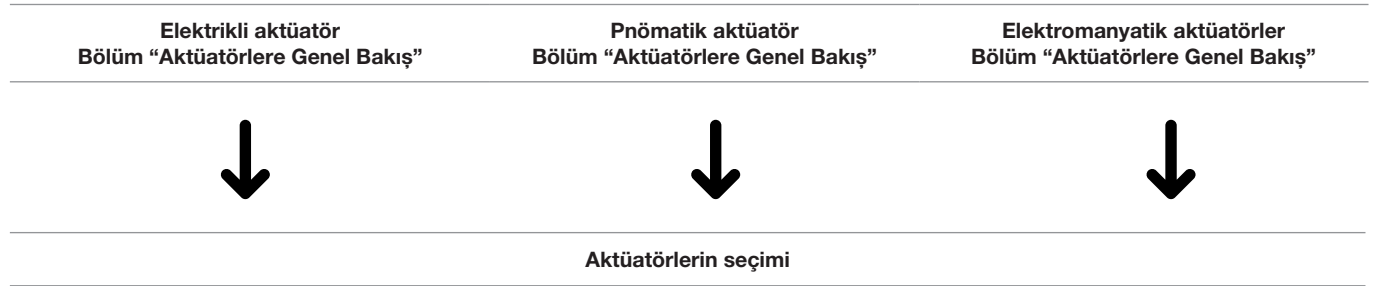 Elektrikli aktüatör
Bölüm “Aktüatörlere Genel Bakış”
Pnömatik aktüatör
Bölüm “Aktüatörlere Genel Bakış”
Elektromanyatik aktüatörler
Bölüm “Aktüatörlere Genel Bakış”
Aktüatörlerin seçimi